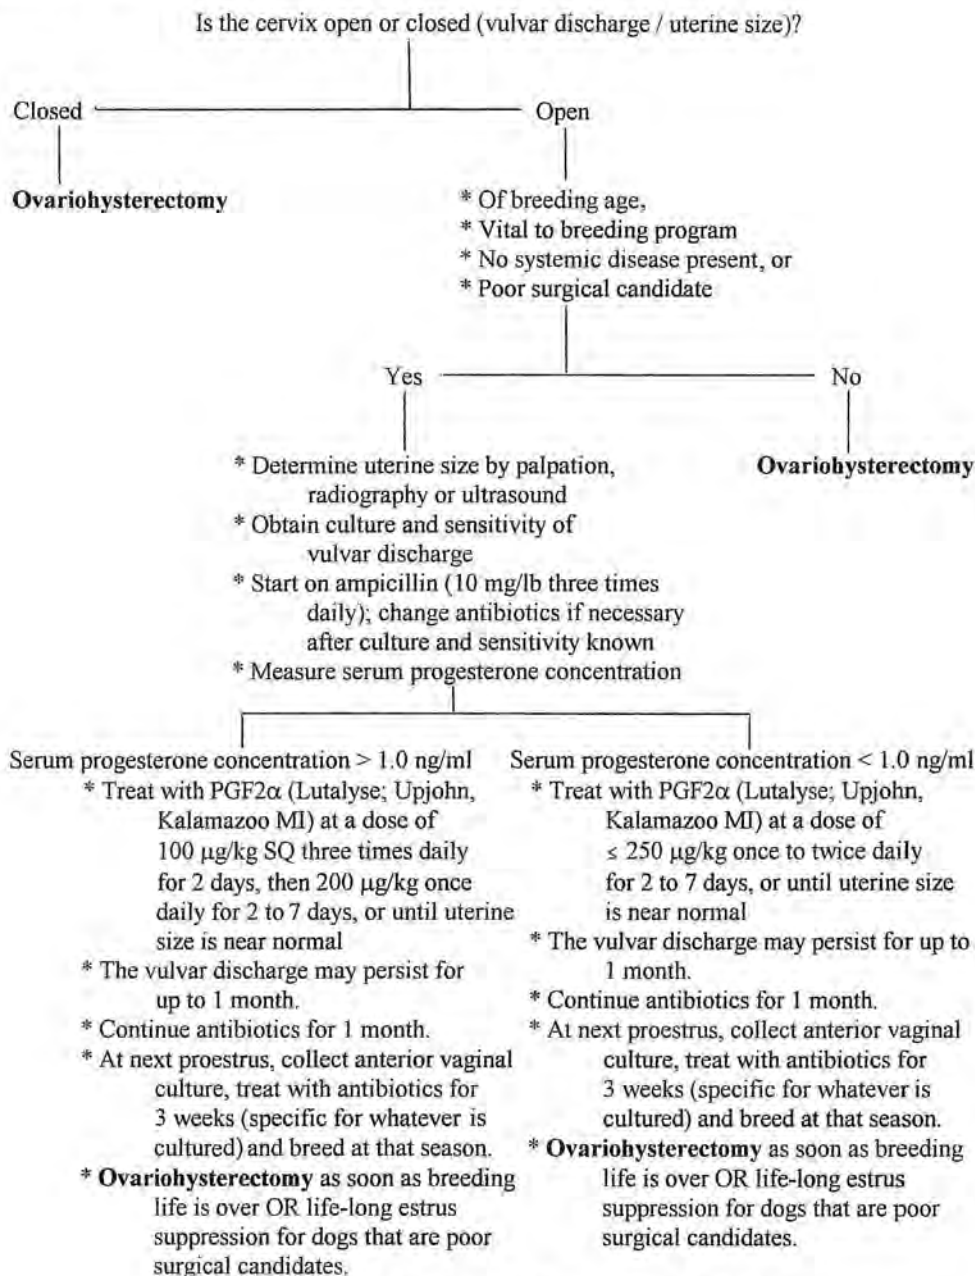 Is the cervix open or closed (vulvar discharge / uterine size)?
Closed
Open
Ovariohysterectomy
* Of breeding age,
* Vital to breeding program
* No systemic disease present, or
* Poor surgical candidate
Yes
No
* Determine uterine size by palpation,
radiography or ultrasound
* Obtain culture and sensitivity of
vulvar discharge
* Start on ampicillin (10 mg/lb three times
daily); change antibiotics if necessary
after culture and sensitivity known
* Measure serum progesterone concentration
Ovariohysterectomy
Serum progesterone concentration > 1.0 ng/ml
* Treat with PGF2α (Lutalyse; Upjohn,
Kalamazoo MI) at a dose of
100 μg/kg SQ three times daily
for 2 days, then 200 μg/kg once
daily for 2 to 7 days, or until uterine
size is near normal
* The vulvar discharge may persist for
up to 1 month.
* Continue antibiotics for 1 month.
* At next proestrus, collect anterior vaginal
culture, treat with antibiotics for
3 weeks (specific for whatever is
cultured) and breed at that season.
* Ovariohysterectomy as soon as breeding
life is over OR life-long estrus
suppression for dogs that are poor
surgical candidates.
Serum progesterone concentration < 1.0 ng/ml
* Treat with PGF2α (Lutalyse; Upjohn,
Kalamazoo MI) at a dose of
≤ 250 μg/kg once to twice daily
for 2 to 7 days, or until uterine size
is near normal
* The vulvar discharge may persist for up to
1 month.
* Continue antibiotics for 1 month.
* At next proestrus, collect anterior vaginal
culture, treat with antibiotics for
3 weeks (specific for whatever is
cultured) and breed at that season.
* Ovariohysterectomy as soon as breeding
life is over OR life-long estrus
suppression for dogs that are poor
surgical candidates.